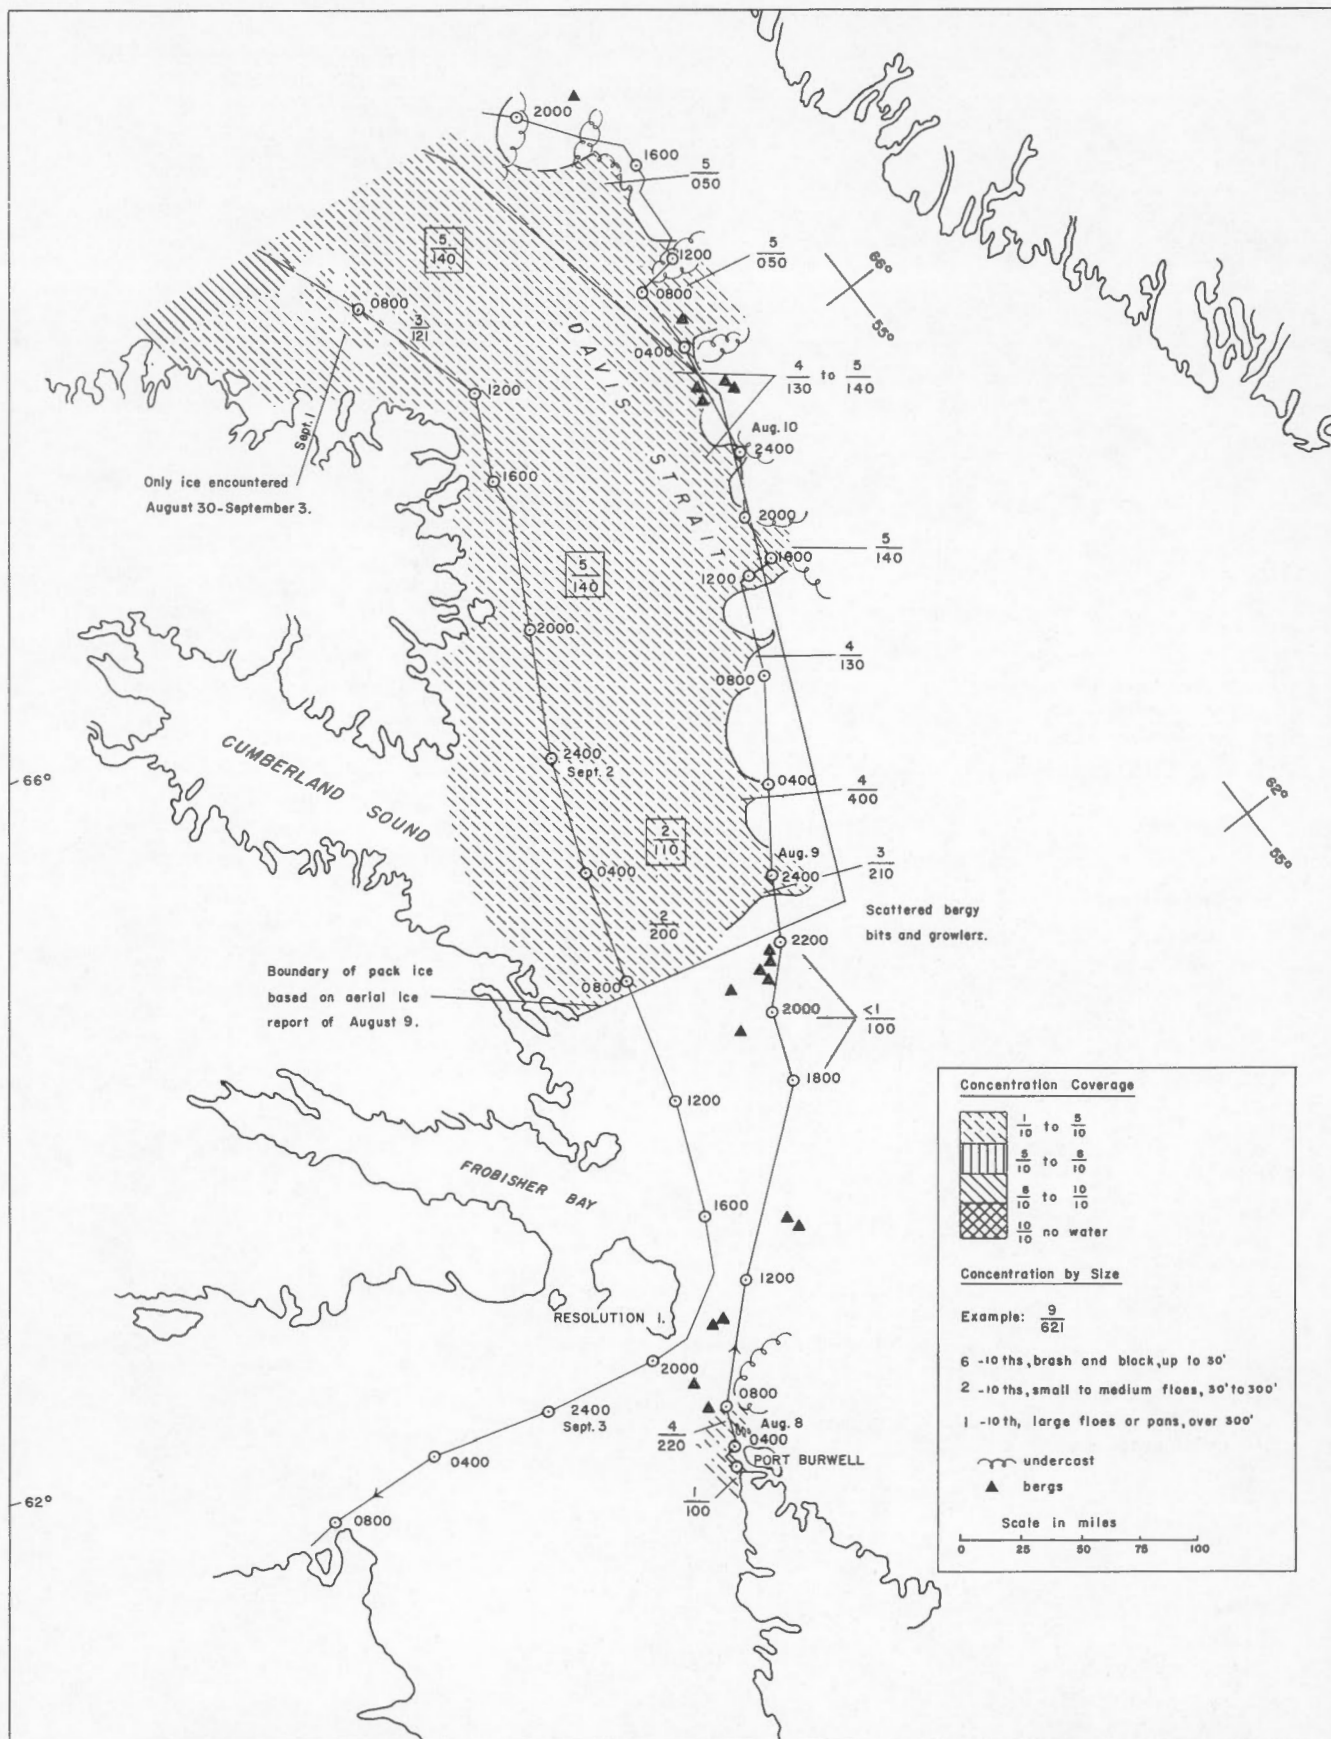 2000
1600
5
050
1200
5
050
0800
66°
55°
5
140
0800
3
121
0400
DAVIS STRAIT
4
130 to 5
140
1200
Sept. 1
Aug. 10
2400
Only ice encountered
August 30-September 3.
1600
2000
5
140
1200
5
140
2000
4
130
0800
CUMBERLAND SOUND
2400
Sept. 2
66°
0400
4
400
62°
55°
2
110
0400
Aug. 9
2400
3
210
2
200
Scattered bergy
bits and growlers.
2200
Boundary of pack ice
based on aerial ice
report of August 9.
0800
2000
<1
100
1800
1200
FROBISHER BAY
1600
1200
RESOLUTION I.
2000
0800
2400
Sept. 3
4
220
Aug. 8
0400
PORT BURWELL
0400
1
100
62°
0800
Concentration Coverage
1
10 to 5
10
5
10 to
10
10 to 10
10
10
10 no water
Concentration by Size
Example: 9
621
6 -10 ths, brash and block, up to 30'
2 -10 ths, small to medium floes, 30' to 300'
1 -10 th, large floes or pans, over 300'
undercast
bergs
Scale in miles
0 25 50 75 100